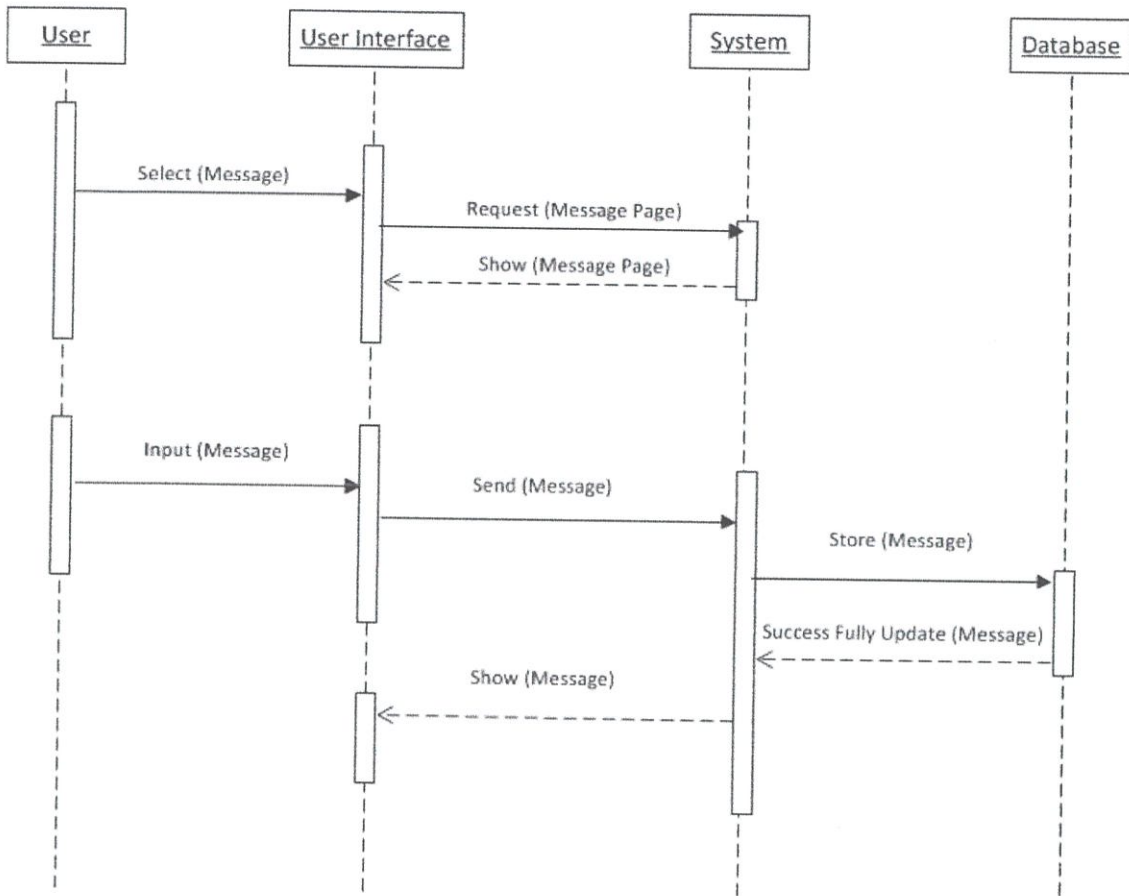 User
User Interface
System
Database
Select (Message)
Request (Message Page)
Show (Message Page)
Input (Message)
Send (Message)
Store (Message)
Success Fully Update (Message)
Show (Message)